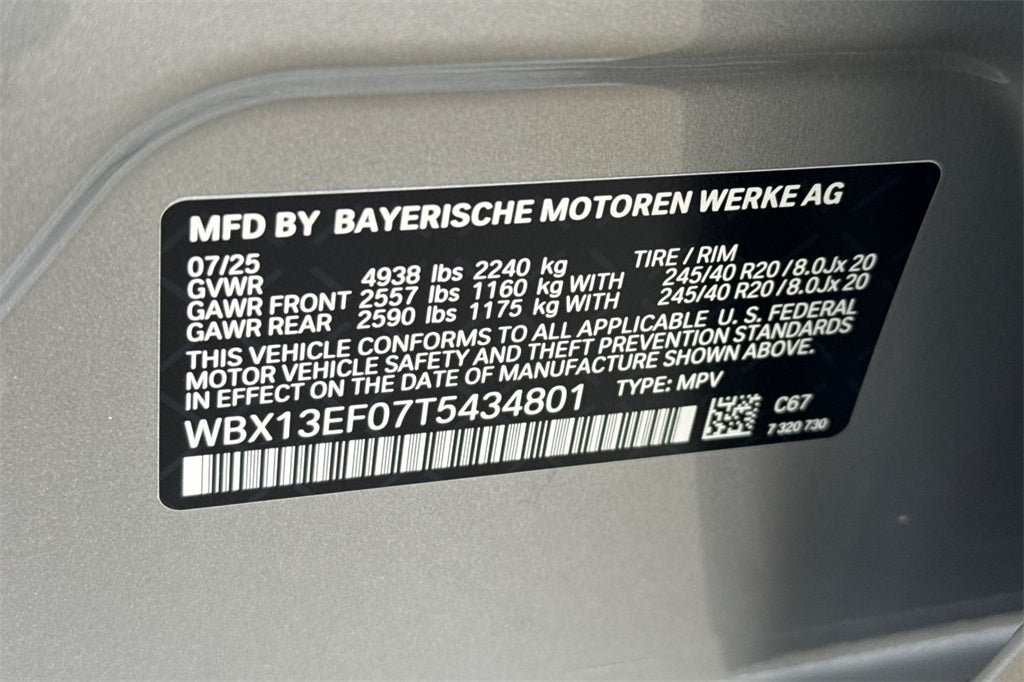 MFD BY BAYERISCHE MOTOREN WERKE AG
07/25 TIRE / RIM
GVWR 4938 lbs 2240 kg
GAWR FRONT 2557 lbs 1160 kg WITH 245/40 R20 / 8.0Jx 20
GAWR REAR 2590 lbs 1175 kg WITH 245/40 R20 / 8.0Jx 20
THIS VEHICLE CONFORMS TO ALL APPLICABLE U. S. FEDERAL
MOTOR VEHICLE SAFETY AND THEFT PREVENTION STANDARDS
IN EFFECT ON THE DATE OF MANUFACTURE SHOWN ABOVE.
WBX13EF07T5434801 TYPE: MPV
C67
7 320 730